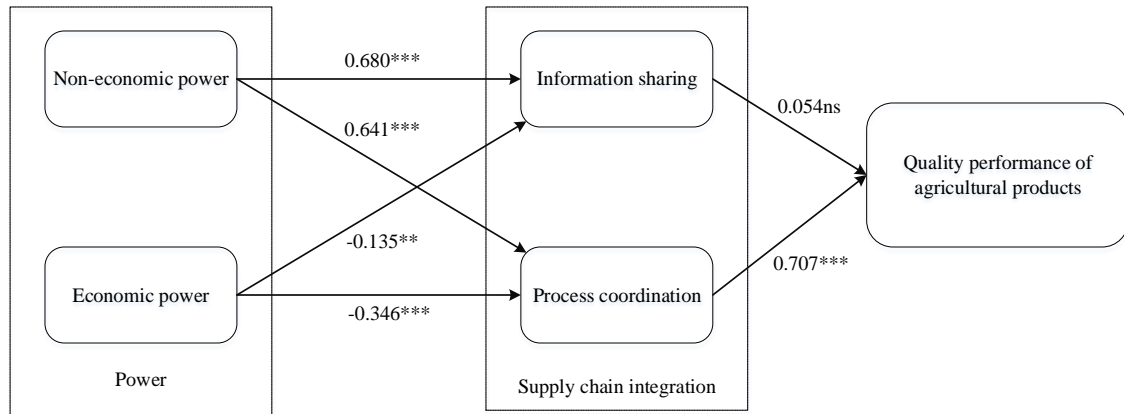 Non-economic power
0.680***
Information sharing
0.054ns
0.641***
Quality performance of
agricultural products
-0.135**
Economic power
-0.346***
Process coordination
0.707***
Power
Supply chain integration